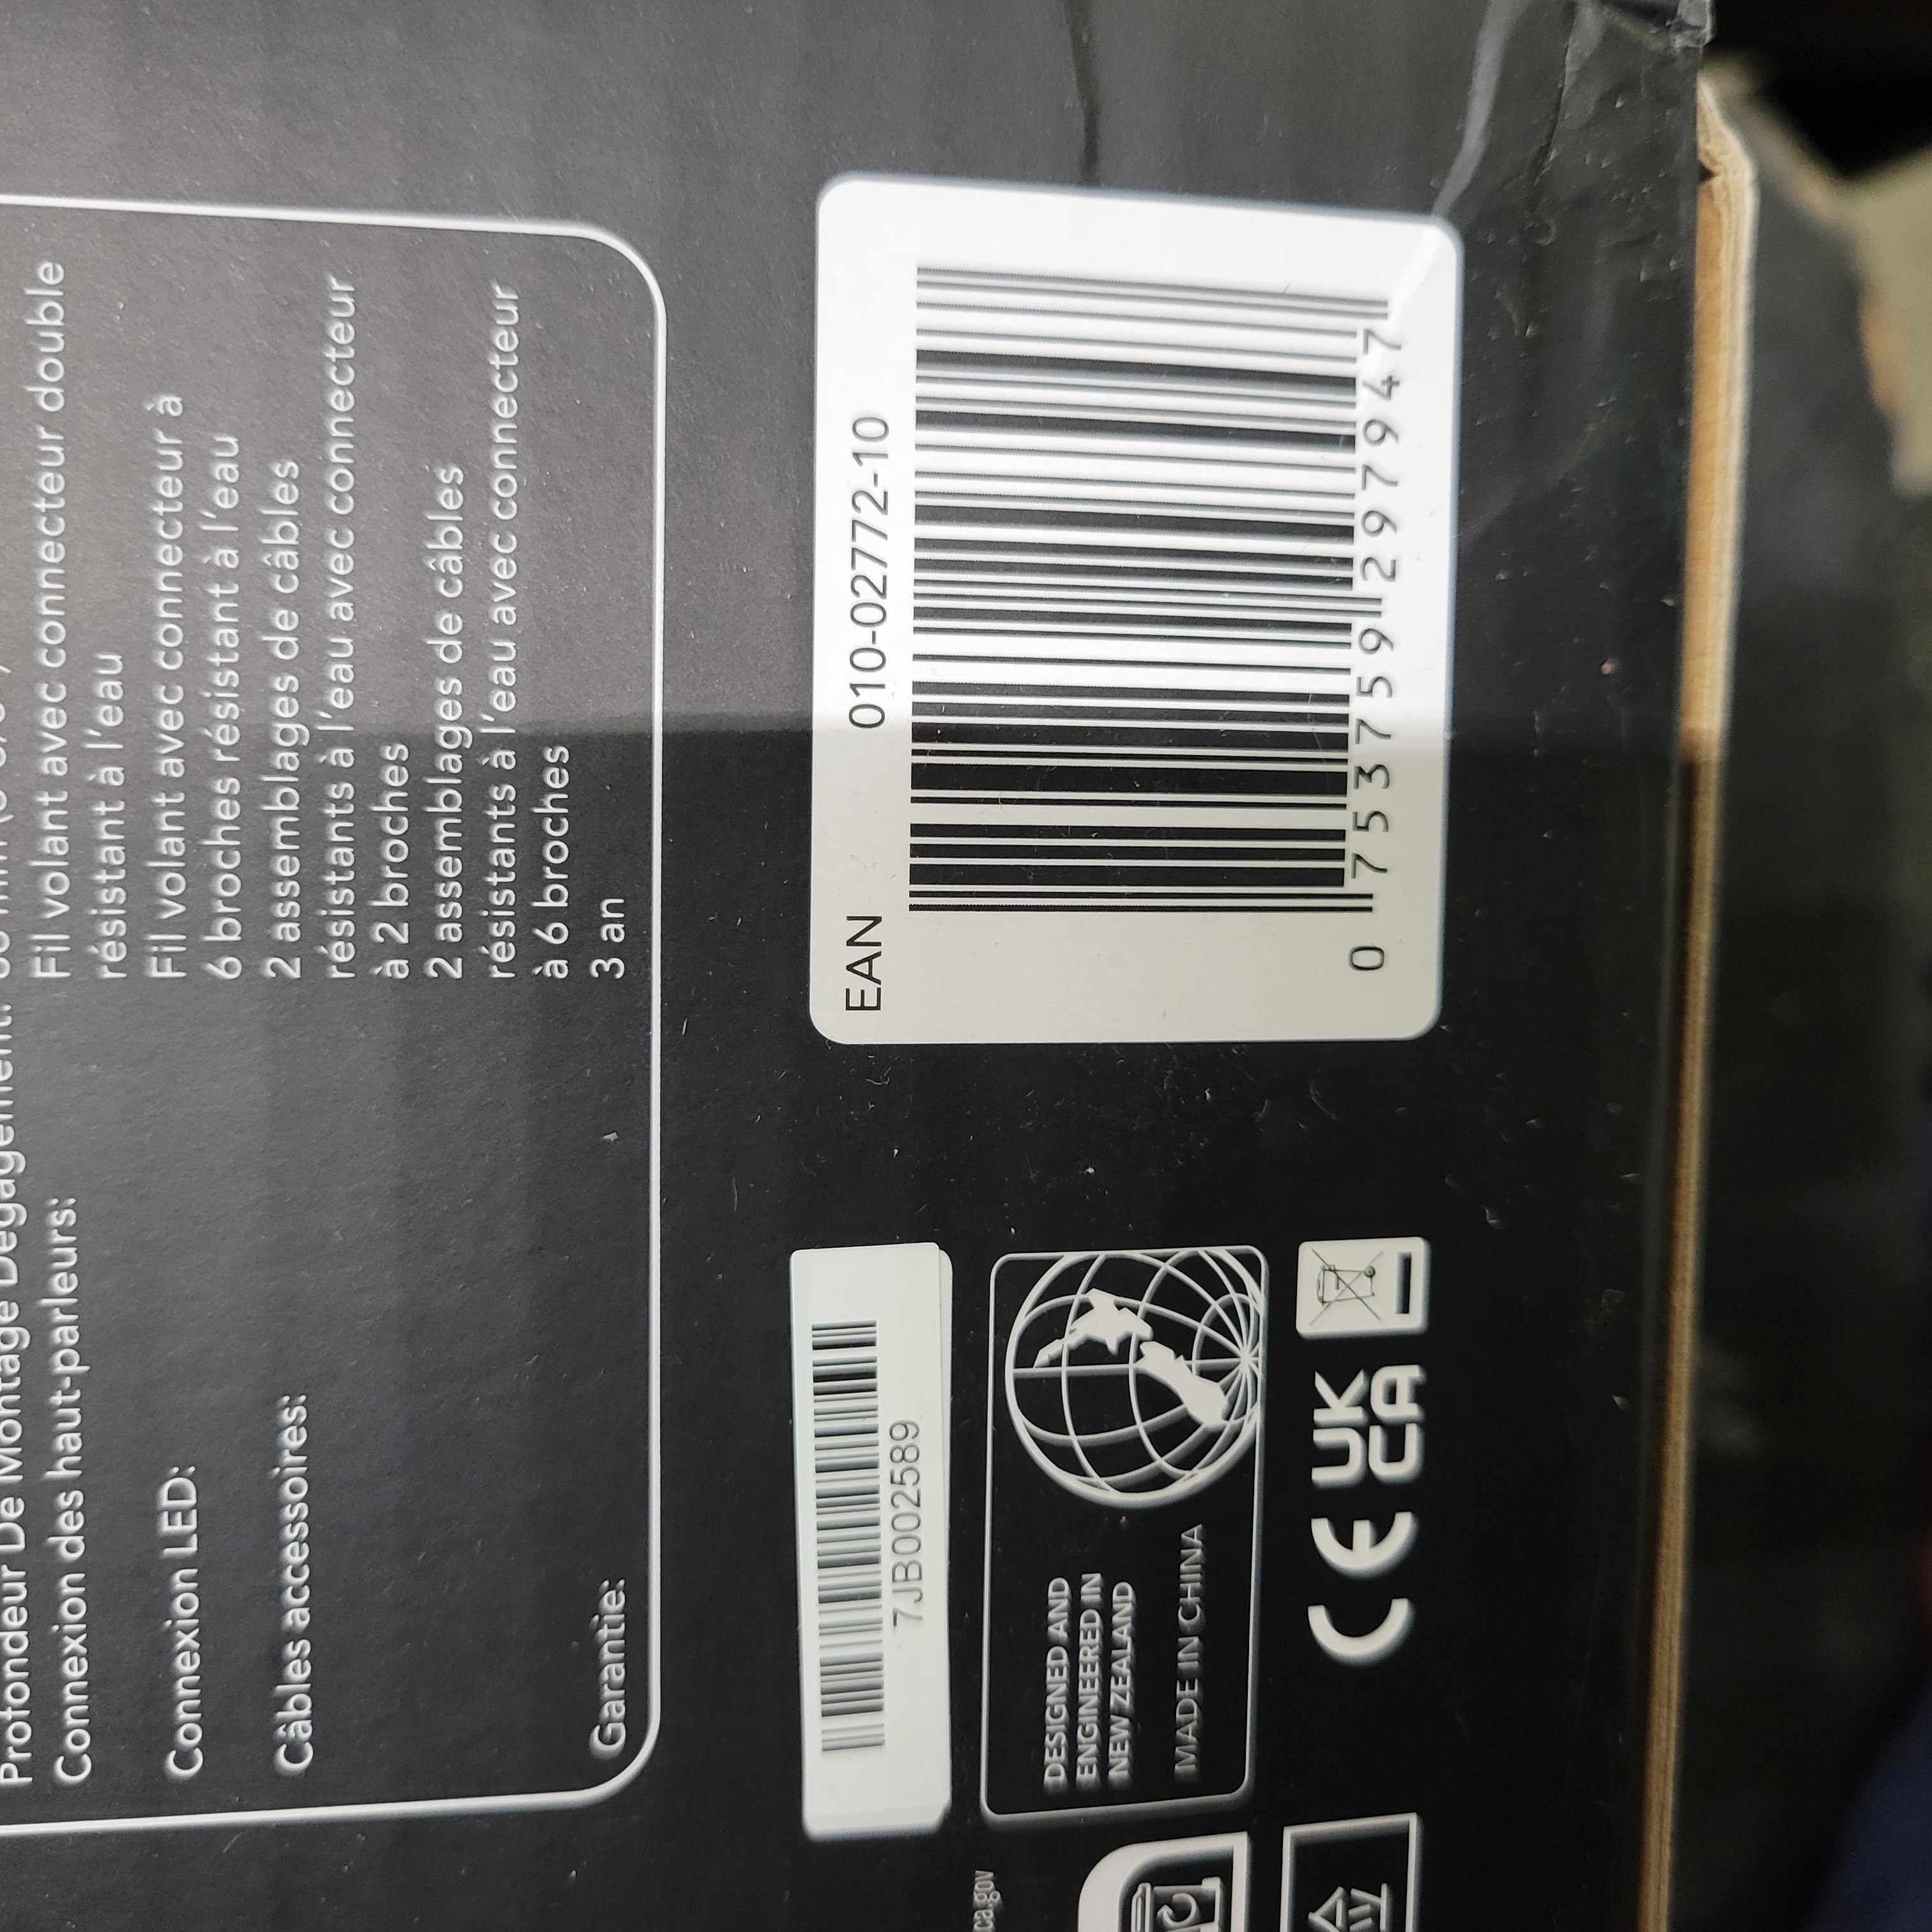 Profondeur De Montage Dégagement:
Connexion des haut-parleurs: Fil volant avec connecteur double
résistant à l'eau
Connexion LED: Fil volant avec connecteur à
6 broches résistant à l'eau
Câbles accessoires: 2 assemblages de câbles
résistants à l'eau avec connecteur
à 2 broches
2 assemblages de câbles
résistants à l'eau avec connecteur
à 6 broches
Garantie: 3 an
7JB002589
DESIGNED AND
ENGINEERED IN
NEW ZEALAND
MADE IN CHINA
CE UK
CA
EAN 010-02772-10
0 753759 297947
ca.gov